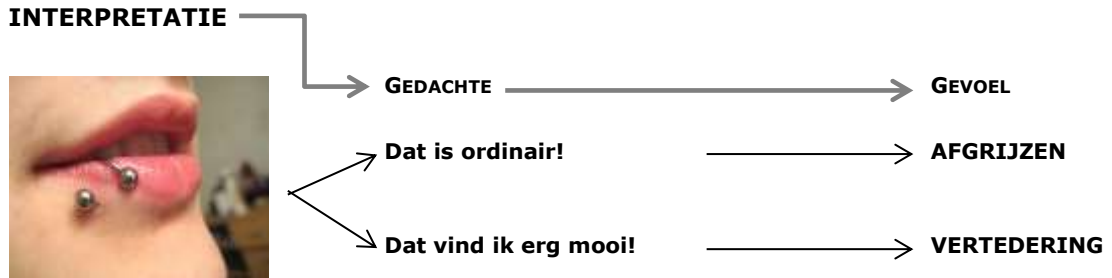 INTERPRETATIE
GEDACHTE GEVOEL
Dat is ordinair! AFGRIJZEN
Dat vind ik erg mooi! VERTEDERING